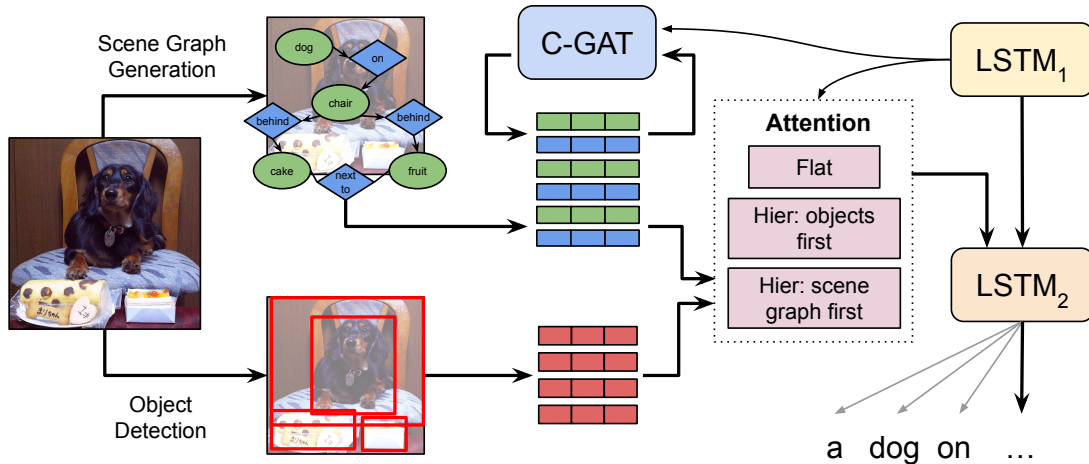 Scene Graph
Generation
dog
on
chair
behind
behind
cake
next
to
fruit
C-GAT
LSTM1
Attention
Flat
Hier: objects
first
Hier: scene
graph first
LSTM2
Object
Detection
a dog on …